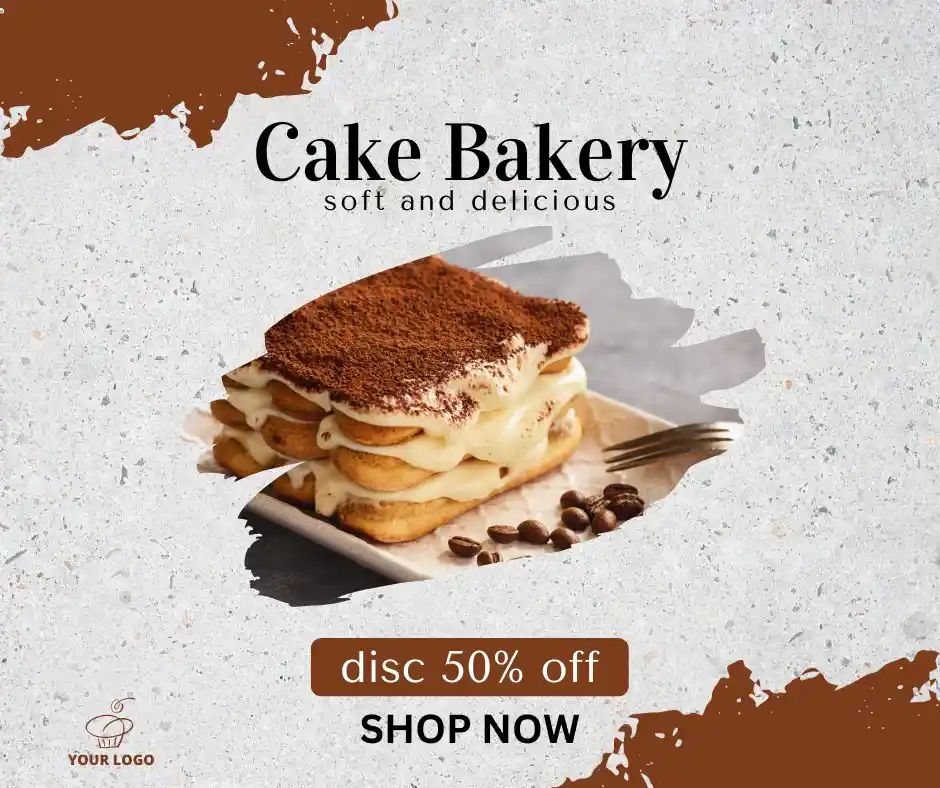 Cake Bakery
soft and delicious
disc 50% off
SHOP NOW
YOUR LOGO